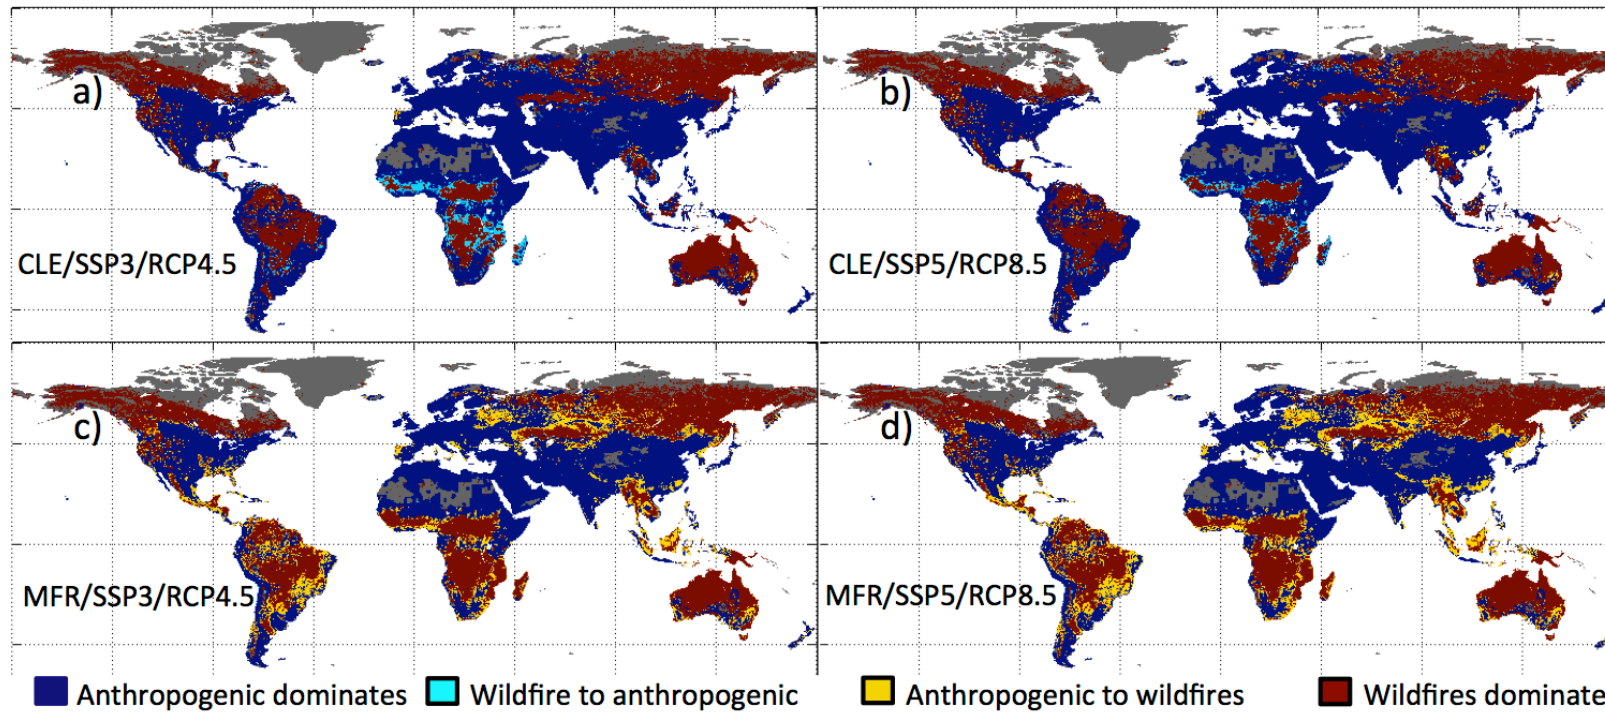 a)
b)
CLE/SSP3/RCP4.5
CLE/SSP5/RCP8.5
c)
d)
MFR/SSP3/RCP4.5
MFR/SSP5/RCP8.5
Anthropogenic dominates Wildfire to anthropogenic Anthropogenic to wildfires Wildfires dominate